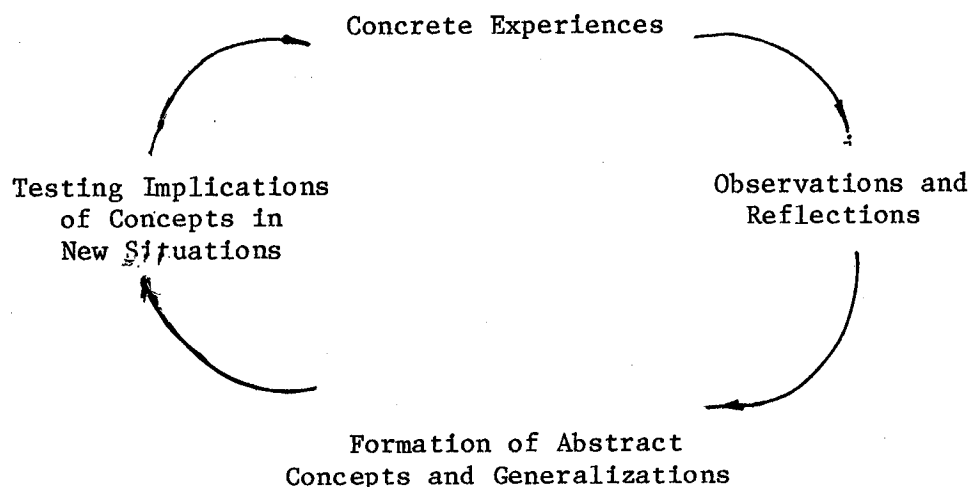 Concrete Experiences
Observations and
Reflections
Formation of Abstract
Concepts and Generalizations
Testing Implications
of Concepts in
New Situations